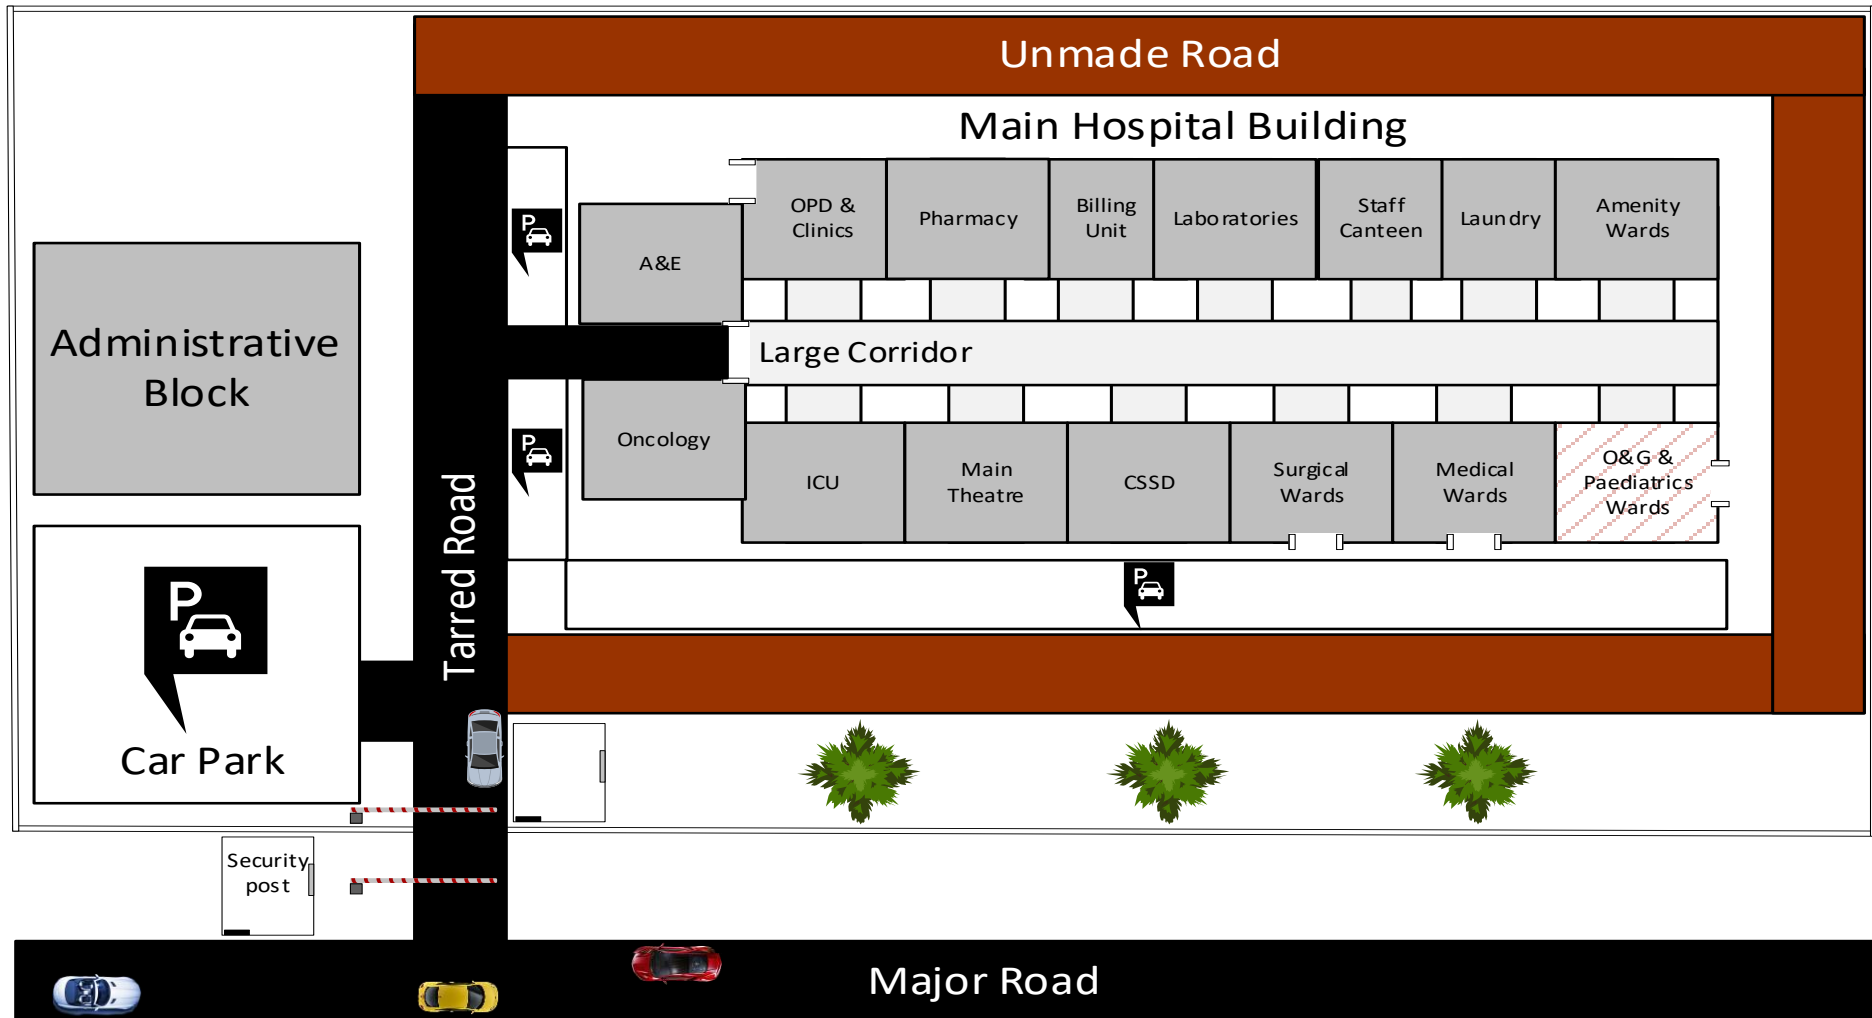 Unmade Road
Main Hospital Building
OPD &
Clinics
Pharmacy
Billing
Unit
Laboratories
Staff
Canteen
Laundry
Amenity
Wards
P
A&E
Administrative
Block
Large Corridor
P
Oncology
ICU
Main
Theatre
CSSD
Surgical
Wards
Medical
Wards
O&G &
Paediatrics
Wards
Tarred Road
P
P
Car Park
Security
post
Major Road